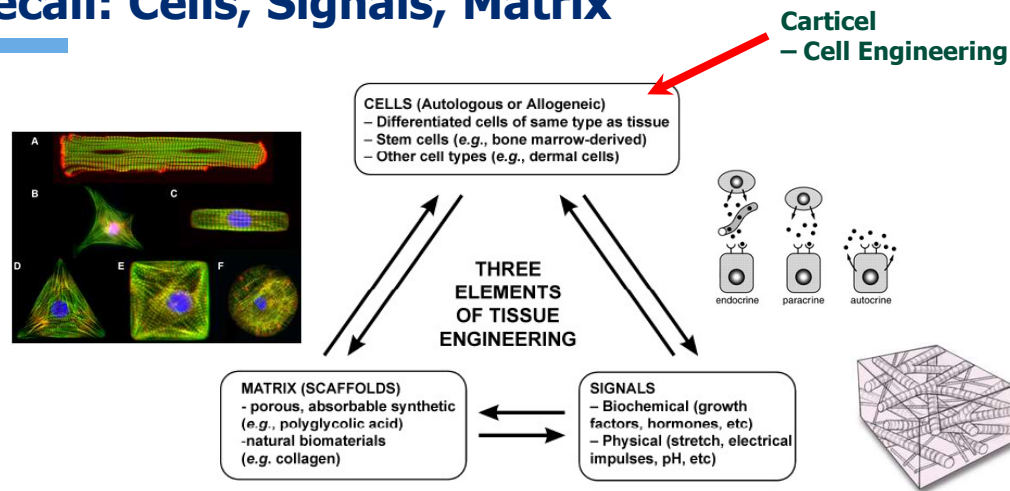 ecall: Cells, Signals, Matrix
Carticel
– Cell Engineering
CELLS (Autologous or Allogeneic)
– Differentiated cells of same type as tissue
– Stem cells (e.g., bone marrow-derived)
– Other cell types (e.g., dermal cells)
A
B
C
D
E
F
THREE
ELEMENTS
OF TISSUE
ENGINEERING
endocrine
paracrine
autocrine
MATRIX (SCAFFOLDS)
- porous, absorbable synthetic
(e.g., polyglycolic acid)
-natural biomaterials
(e.g. collagen)
SIGNALS
– Biochemical (growth
factors, hormones, etc)
– Physical (stretch, electrical
impulses, pH, etc)